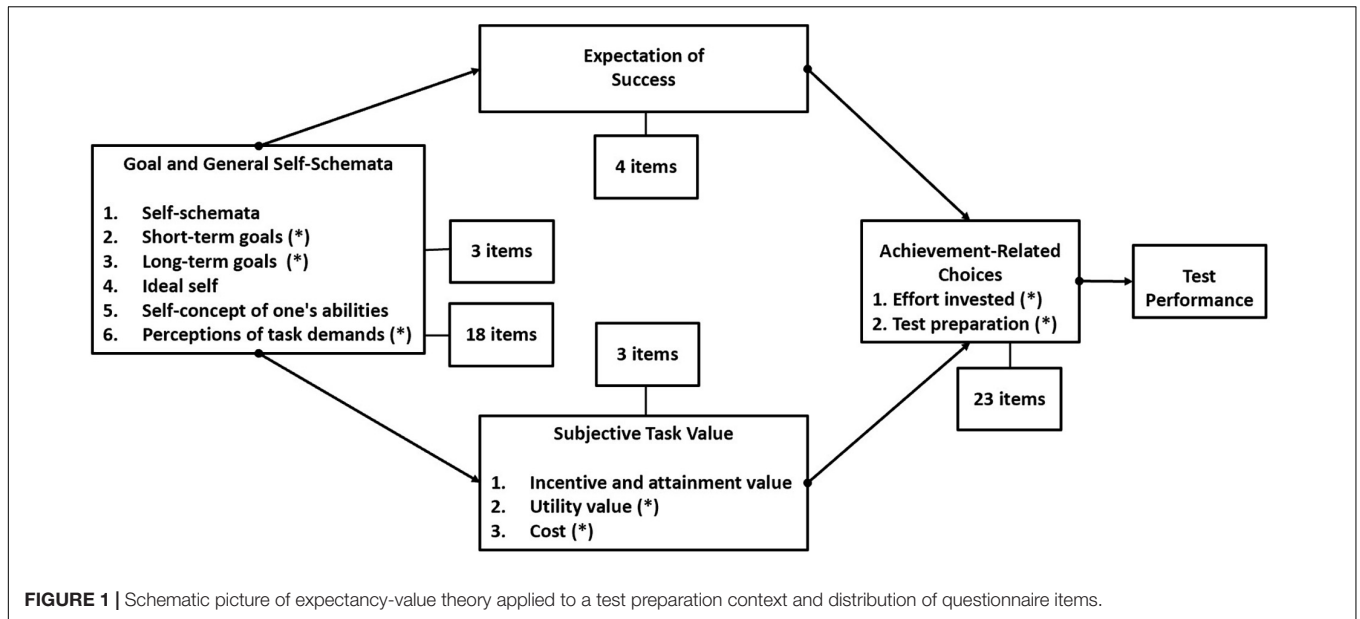 Expectation of
Success
4 items
Goal and General Self-Schemata
1. Self-schemata
2. Short-term goals (*)
3. Long-term goals (*)
4. Ideal self
5. Self-concept of one's abilities
6. Perceptions of task demands (*)
3 items
18 items
Achievement-Related
Choices
1. Effort invested (*)
2. Test preparation (*)
23 items
Test
Performance
3 items
Subjective Task Value
1. Incentive and attainment value
2. Utility value (*)
3. Cost (*)
FIGURE 1 | Schematic picture of expectancy-value theory applied to a test preparation context and distribution of questionnaire items.